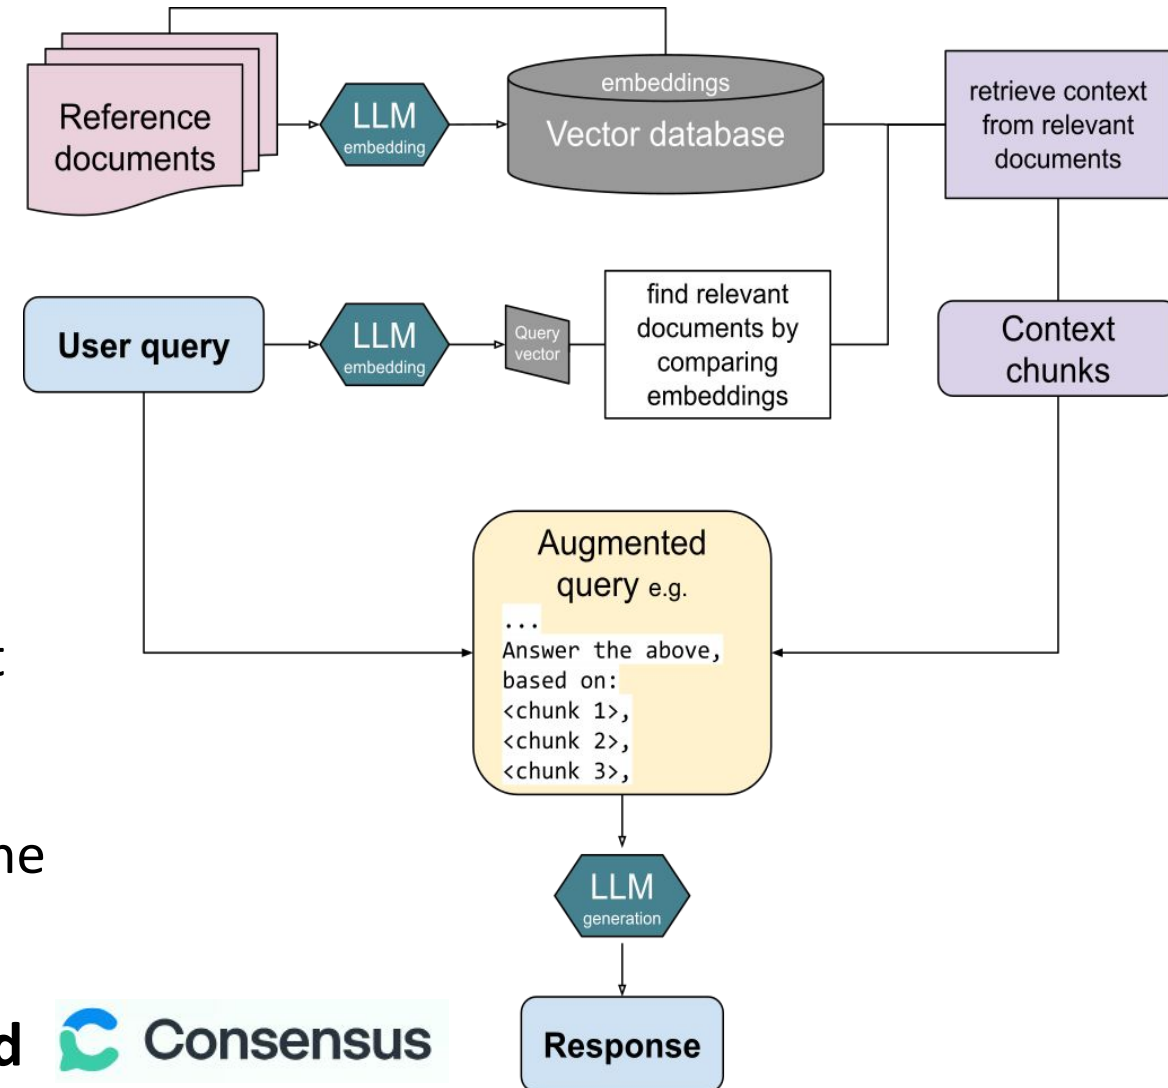 Reference
documents
LLM
embedding
embeddings
Vector database
retrieve context
from relevant
documents
User query
LLM
embedding
Query
vector
find relevant
documents by
comparing
embeddings
Context
chunks
Augmented
query e.g.
...
Answer the above,
based on:
<chunk 1>,
<chunk 2>,
<chunk 3>,
LLM
generation
Response
Consensus